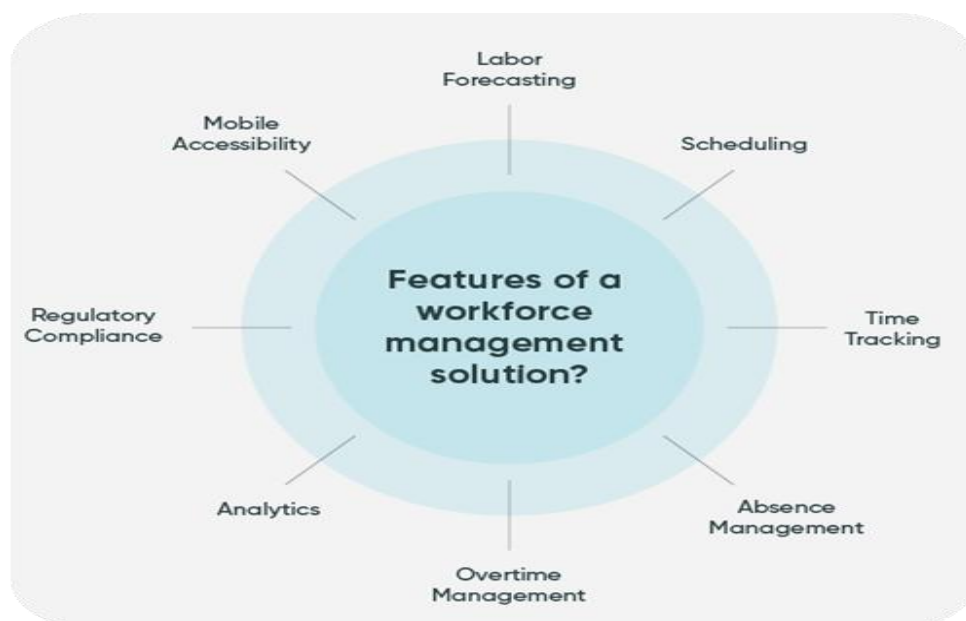 Labor
Forecasting
Mobile
Accessibility
Scheduling
Features of a
workforce
management
solution?
Regulatory
Compliance
Time
Tracking
Analytics
Absence
Management
Overtime
Management